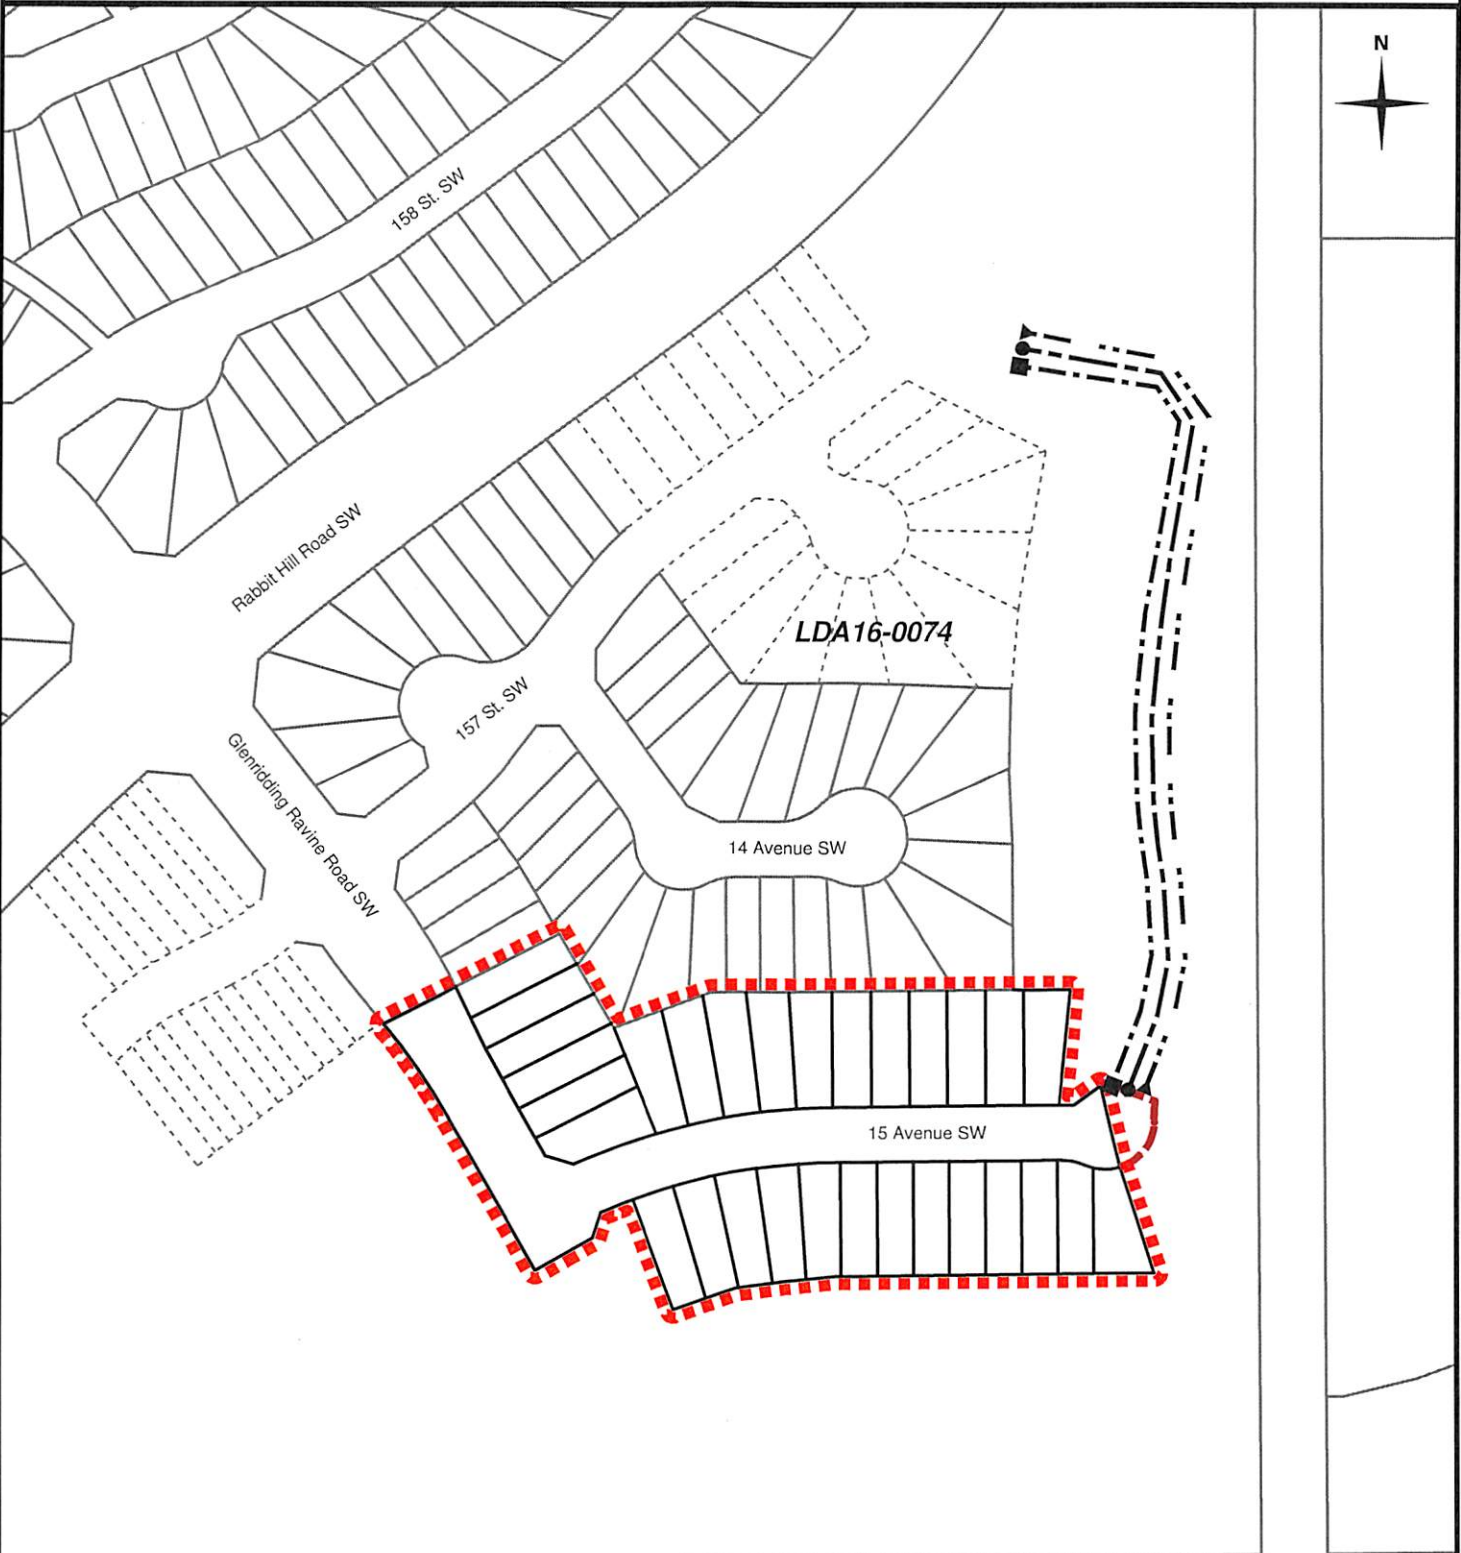 N
158 St. SW
Rabbit Hill Road SW
LDA16-0074
157 St. SW
Glenridding Ravine Road SW
14 Avenue SW
15 Avenue SW